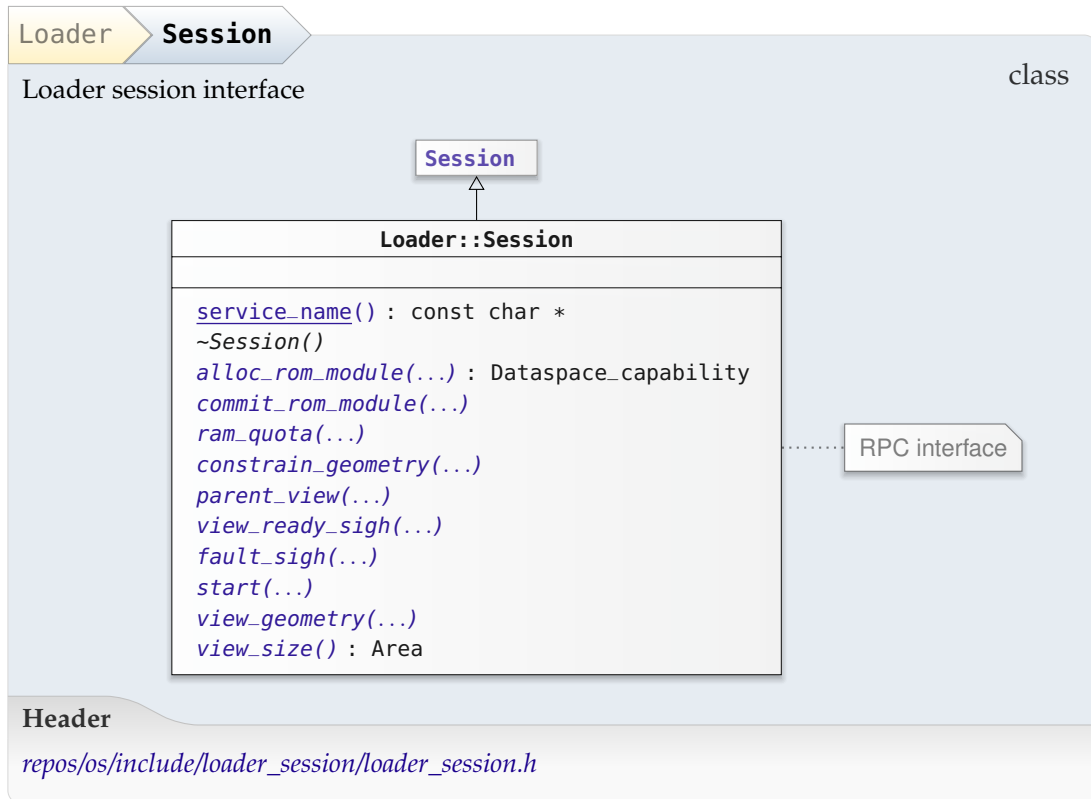 Loader Session
class
Loader session interface
Session
Loader::Session
service_name() : const char *
~Session()
alloc_rom_module(...) : Dataspace_capability
commit_rom_module(...)
ram_quota(...)
constrain_geometry(...)
parent_view(...)
view_ready_sigh(...)
fault_sigh(...)
start(...)
view_geometry(...)
view_size() : Area
RPC interface
Header
repos/os/include/loader_session/loader_session.h